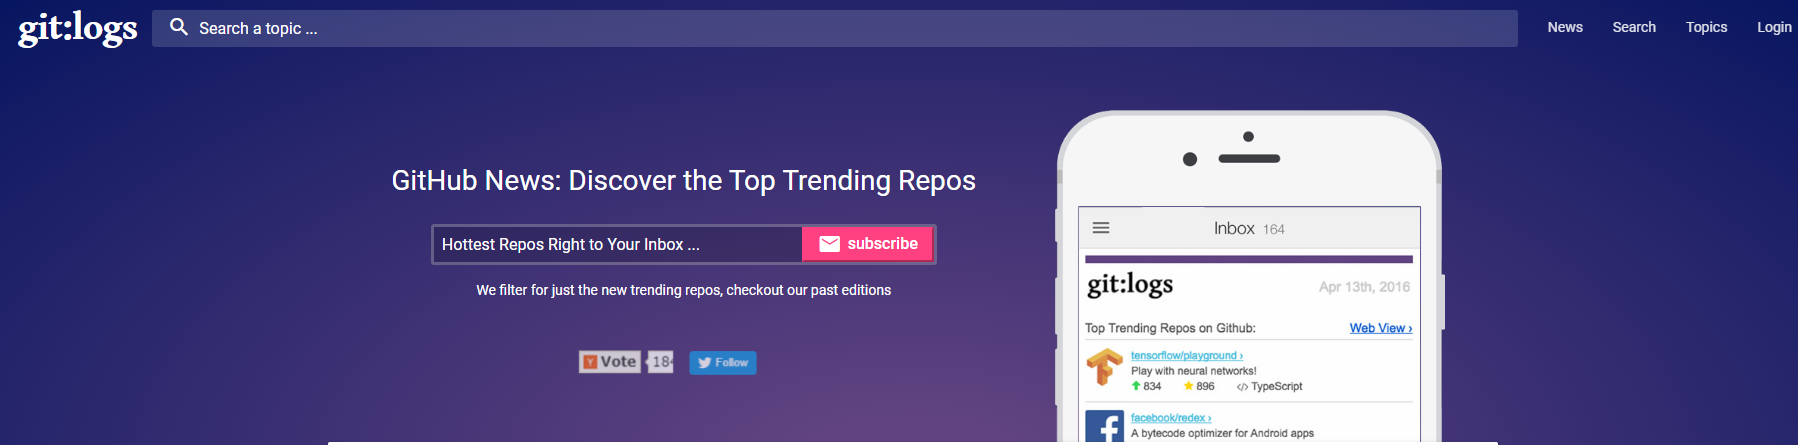 git:logs
Search a topic ...
News
Search
Topics
Login
GitHub News: Discover the Top Trending Repos
Hottest Repos Right to Your Inbox ...
subscribe
We filter for just the new trending repos, checkout our past editions
Y Vote
18
Follow
Inbox 164
git:logs
Apr 13th, 2016
Top Trending Repos on Github:
Web View ›
tensorflow/playground ›
Play with neural networks!
834 896 </> TypeScript
facebook/redex ›
A bytecode optimizer for Android apps